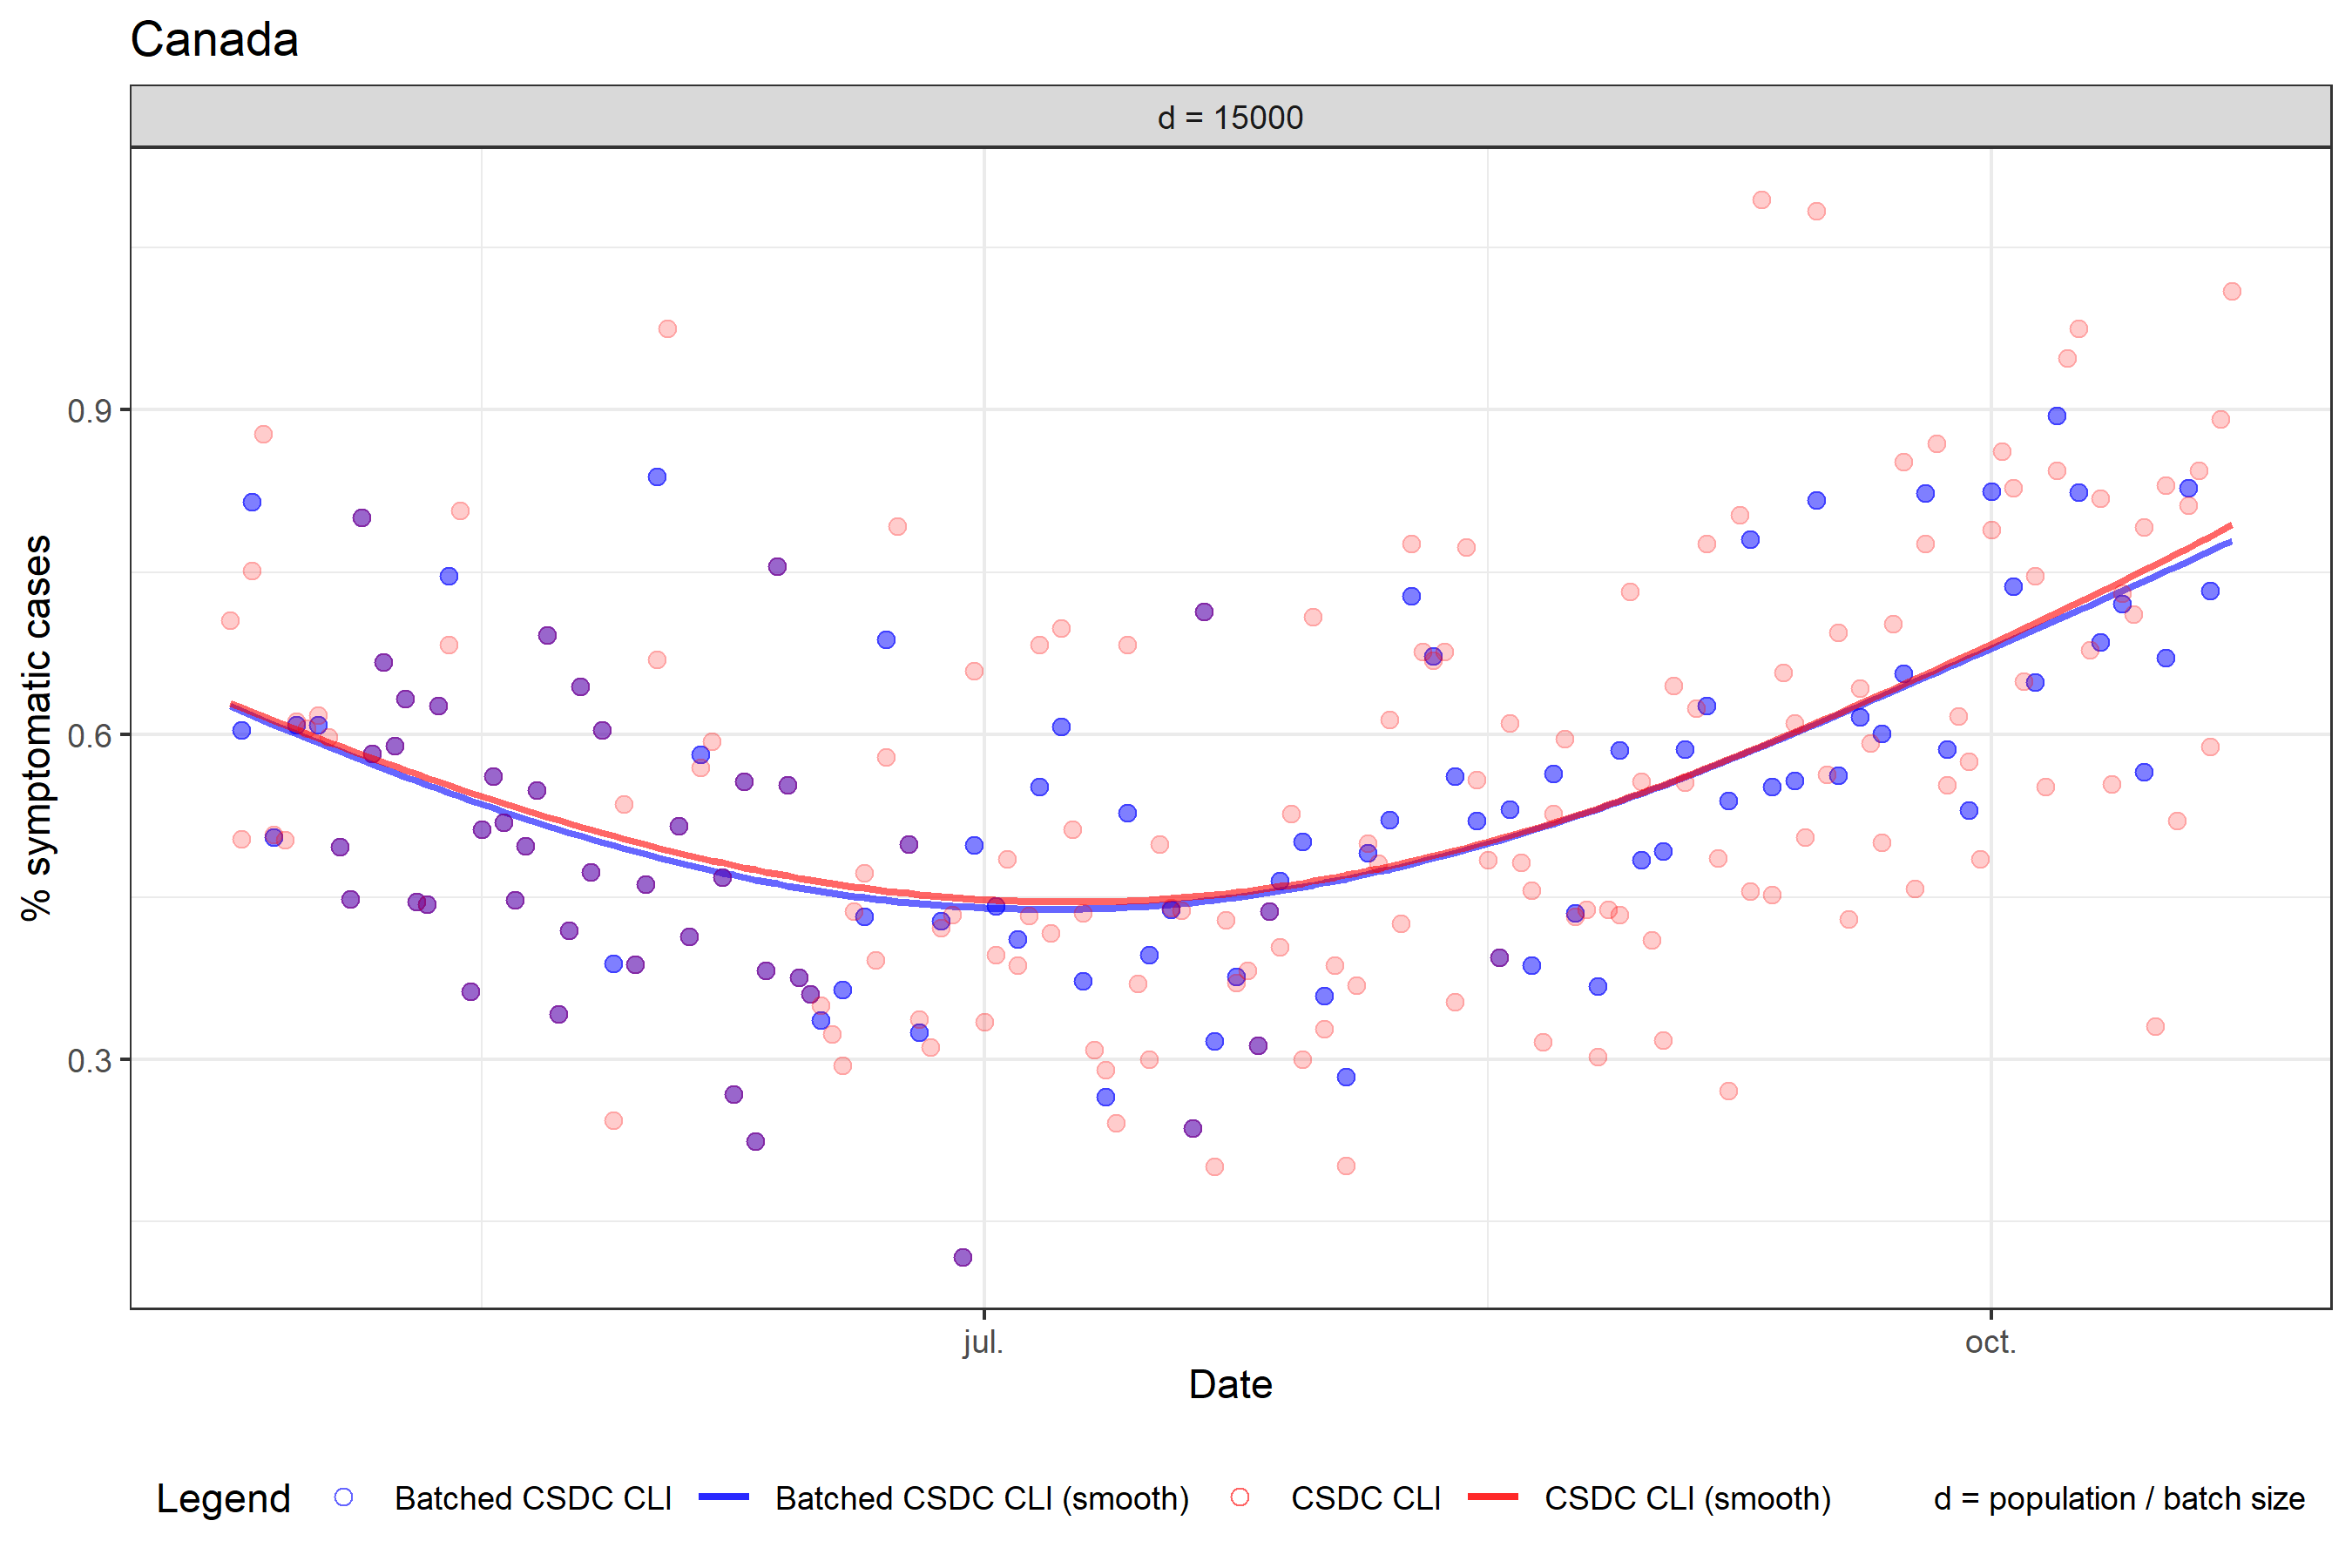 Canada
d = 15000
% symptomatic cases
0.9
0.6
0.3
jul.
oct.
Date
Legend Batched CSDC CLI Batched CSDC CLI (smooth) CSDC CLI CSDC CLI (smooth) d = population / batch size